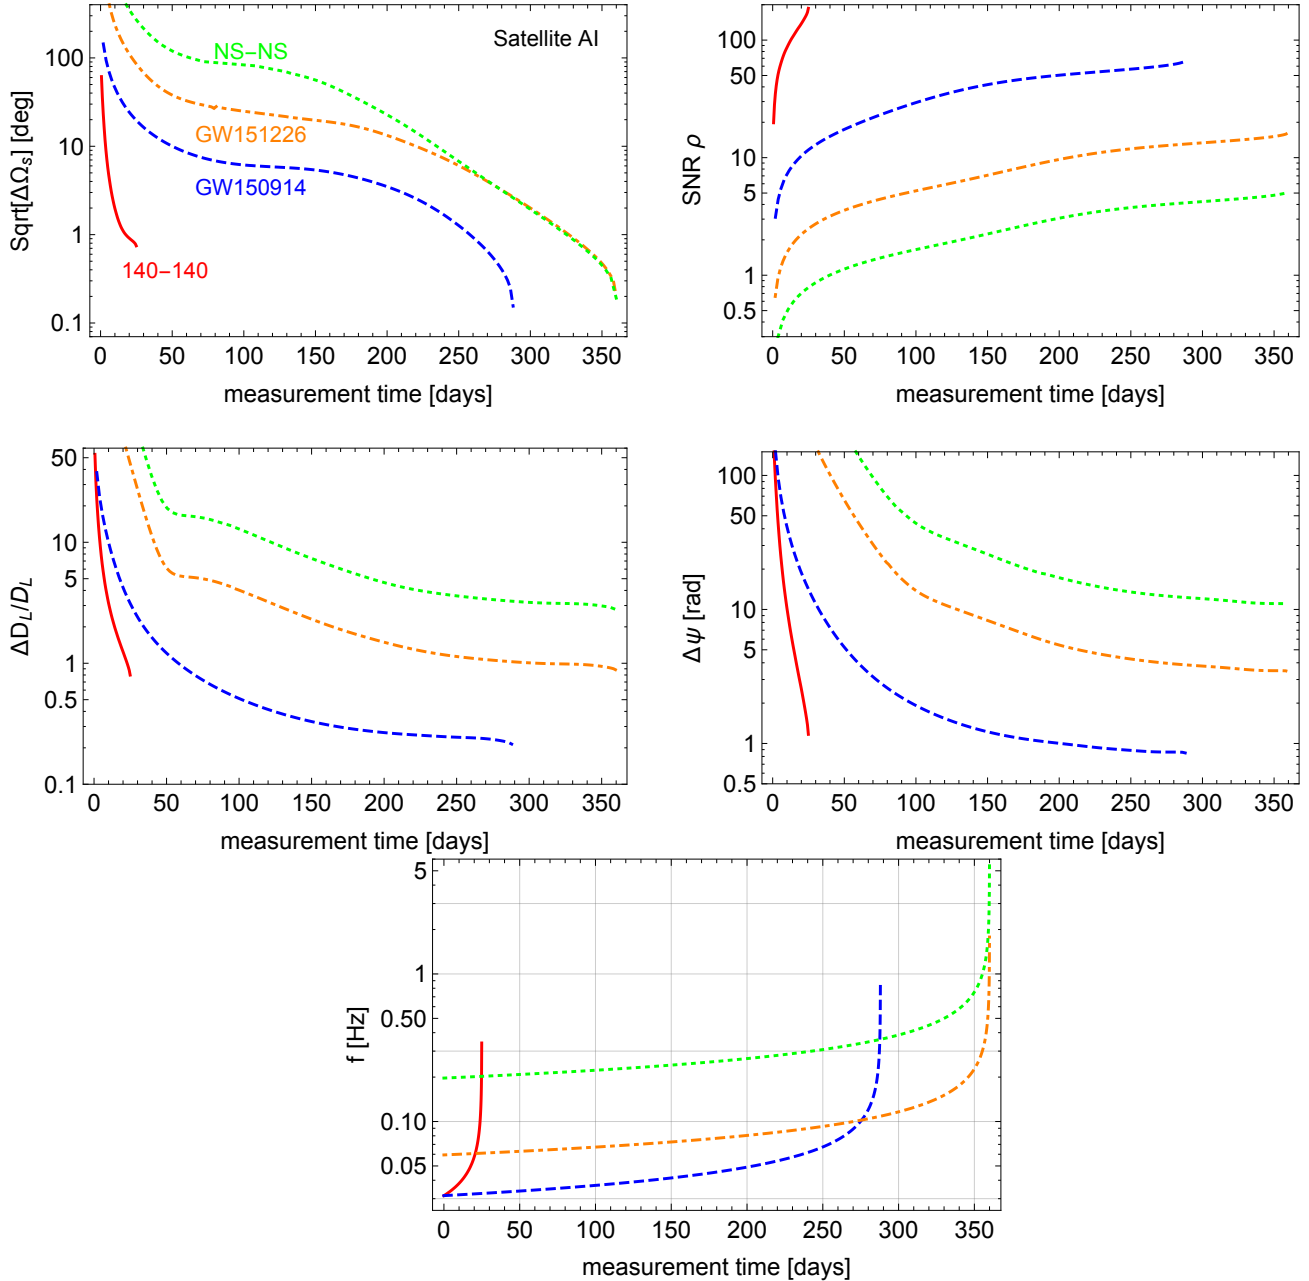 Satellite AI
NS−NS
GW151226
GW150914
140−140
Sqrt[ΔΩs] [deg]
100
10
1
0.1
0 50 100 150 200 250 300 350
measurement time [days]
SNR ρ
100
50
10
5
1
0.5
0 50 100 150 200 250 300 350
measurement time [days]
ΔDL/DL
50
10
5
1
0.5
0.1
0 50 100 150 200 250 300 350
measurement time [days]
Δψ [rad]
100
50
10
5
1
0.5
0 50 100 150 200 250 300 350
measurement time [days]
f [Hz]
5
1
0.50
0.10
0.05
0 50 100 150 200 250 300 350
measurement time [days]